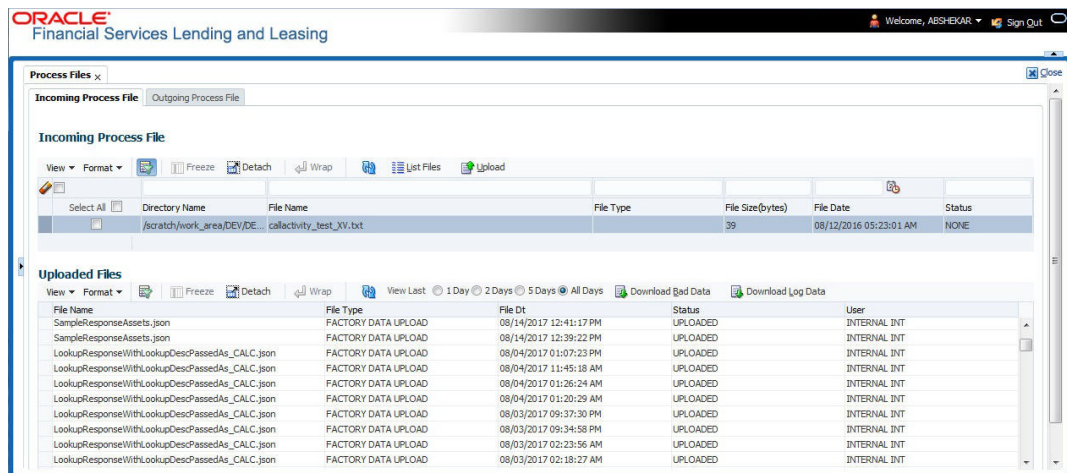 ORACLE
Financial Services Lending and Leasing
Welcome, ABSHEKAR
Sign Out
Process Files x
Close
Incoming Process File
Outgoing Process File
Incoming Process File
View Format Freeze Detach Wrap List Files Upload
Select All Directory Name File Name File Type File Size(bytes) File Date Status
/scratch/work_area/DEV/DE... callactivity_test_XV.txt 39 08/12/2016 05:23:01 AM NONE
Uploaded Files
View Format Freeze Detach Wrap View Last 1 Day 2 Days 5 Days All Days Download Bad Data Download Log Data
File Name File Type File Dt Status User
SampleResponseAssets.json FACTORY DATA UPLOAD 08/14/2017 12:41:17 PM UPLOADED INTERNAL INT
SampleResponseAssets.json FACTORY DATA UPLOAD 08/14/2017 12:39:22 PM UPLOADED INTERNAL INT
LookupResponseWithLookupDescPassedAs_CALC.json FACTORY DATA UPLOAD 08/04/2017 01:07:23 PM UPLOADED INTERNAL INT
LookupResponseWithLookupDescPassedAs_CALC.json FACTORY DATA UPLOAD 08/04/2017 11:45:18 AM UPLOADED INTERNAL INT
LookupResponseWithLookupDescPassedAs_CALC.json FACTORY DATA UPLOAD 08/04/2017 01:26:24 AM UPLOADED INTERNAL INT
LookupResponseWithLookupDescPassedAs_CALC.json FACTORY DATA UPLOAD 08/04/2017 01:20:29 AM UPLOADED INTERNAL INT
LookupResponseWithLookupDescPassedAs_CALC.json FACTORY DATA UPLOAD 08/03/2017 09:37:30 PM UPLOADED INTERNAL INT
LookupResponseWithLookupDescPassedAs_CALC.json FACTORY DATA UPLOAD 08/03/2017 09:34:58 PM UPLOADED INTERNAL INT
LookupResponseWithLookupDescPassedAs_CALC.json FACTORY DATA UPLOAD 08/03/2017 02:23:56 AM UPLOADED INTERNAL INT
LookupResponseWithLookupDescPassedAs_CALC.json FACTORY DATA UPLOAD 08/03/2017 02:18:27 AM UPLOADED INTERNAL INT